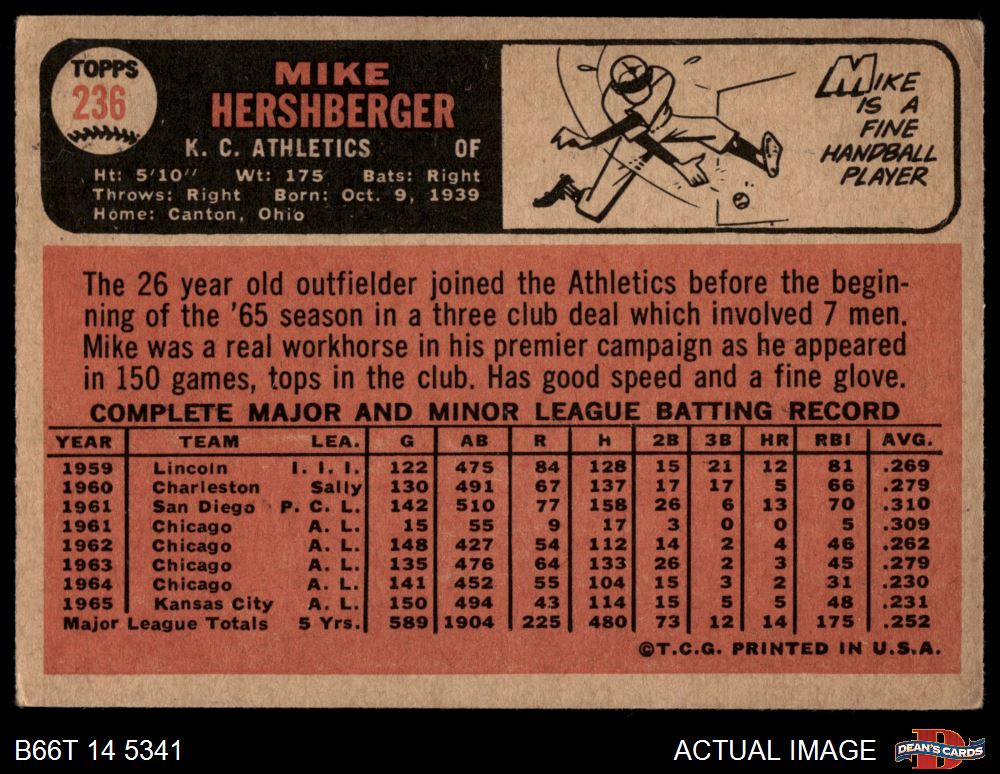 TOPPS
236
MIKE
HERSHBERGER
K. C. ATHLETICS OF
Ht: 5'10" Wt: 175 Bats: Right
Throws: Right Born: Oct. 9, 1939
Home: Canton, Ohio
MIKE
IS A
FINE
HANDBALL
PLAYER
The 26 year old outfielder joined the Athletics before the begin-
ning of the '65 season in a three club deal which involved 7 men.
Mike was a real workhorse in his premier campaign as he appeared
in 150 games, tops in the club. Has good speed and a fine glove.
COMPLETE MAJOR AND MINOR LEAGUE BATTING RECORD
YEAR TEAM LEA. G AB R H 2B 3B HR RBI AVG.
1959 Lincoln I. I. I. 122 475 84 128 15 21 12 81 .269
1960 Charleston Sally 130 491 67 137 17 17 5 66 .279
1961 San Diego P. C. L. 142 510 77 158 26 6 13 70 .310
1961 Chicago A. L. 15 55 9 17 3 0 0 5 .309
1962 Chicago A. L. 148 427 54 112 14 2 4 46 .262
1963 Chicago A. L. 135 476 64 133 26 2 3 45 .279
1964 Chicago A. L. 141 452 55 104 15 3 2 31 .230
1965 Kansas City A. L. 150 494 43 114 15 5 5 48 .231
Major League Totals 5 Yrs. 589 1904 225 480 73 12 14 175 .252
©T.C.G. PRINTED IN U.S.A.
B66T 14 5341 ACTUAL IMAGE DEAN'S CARDS